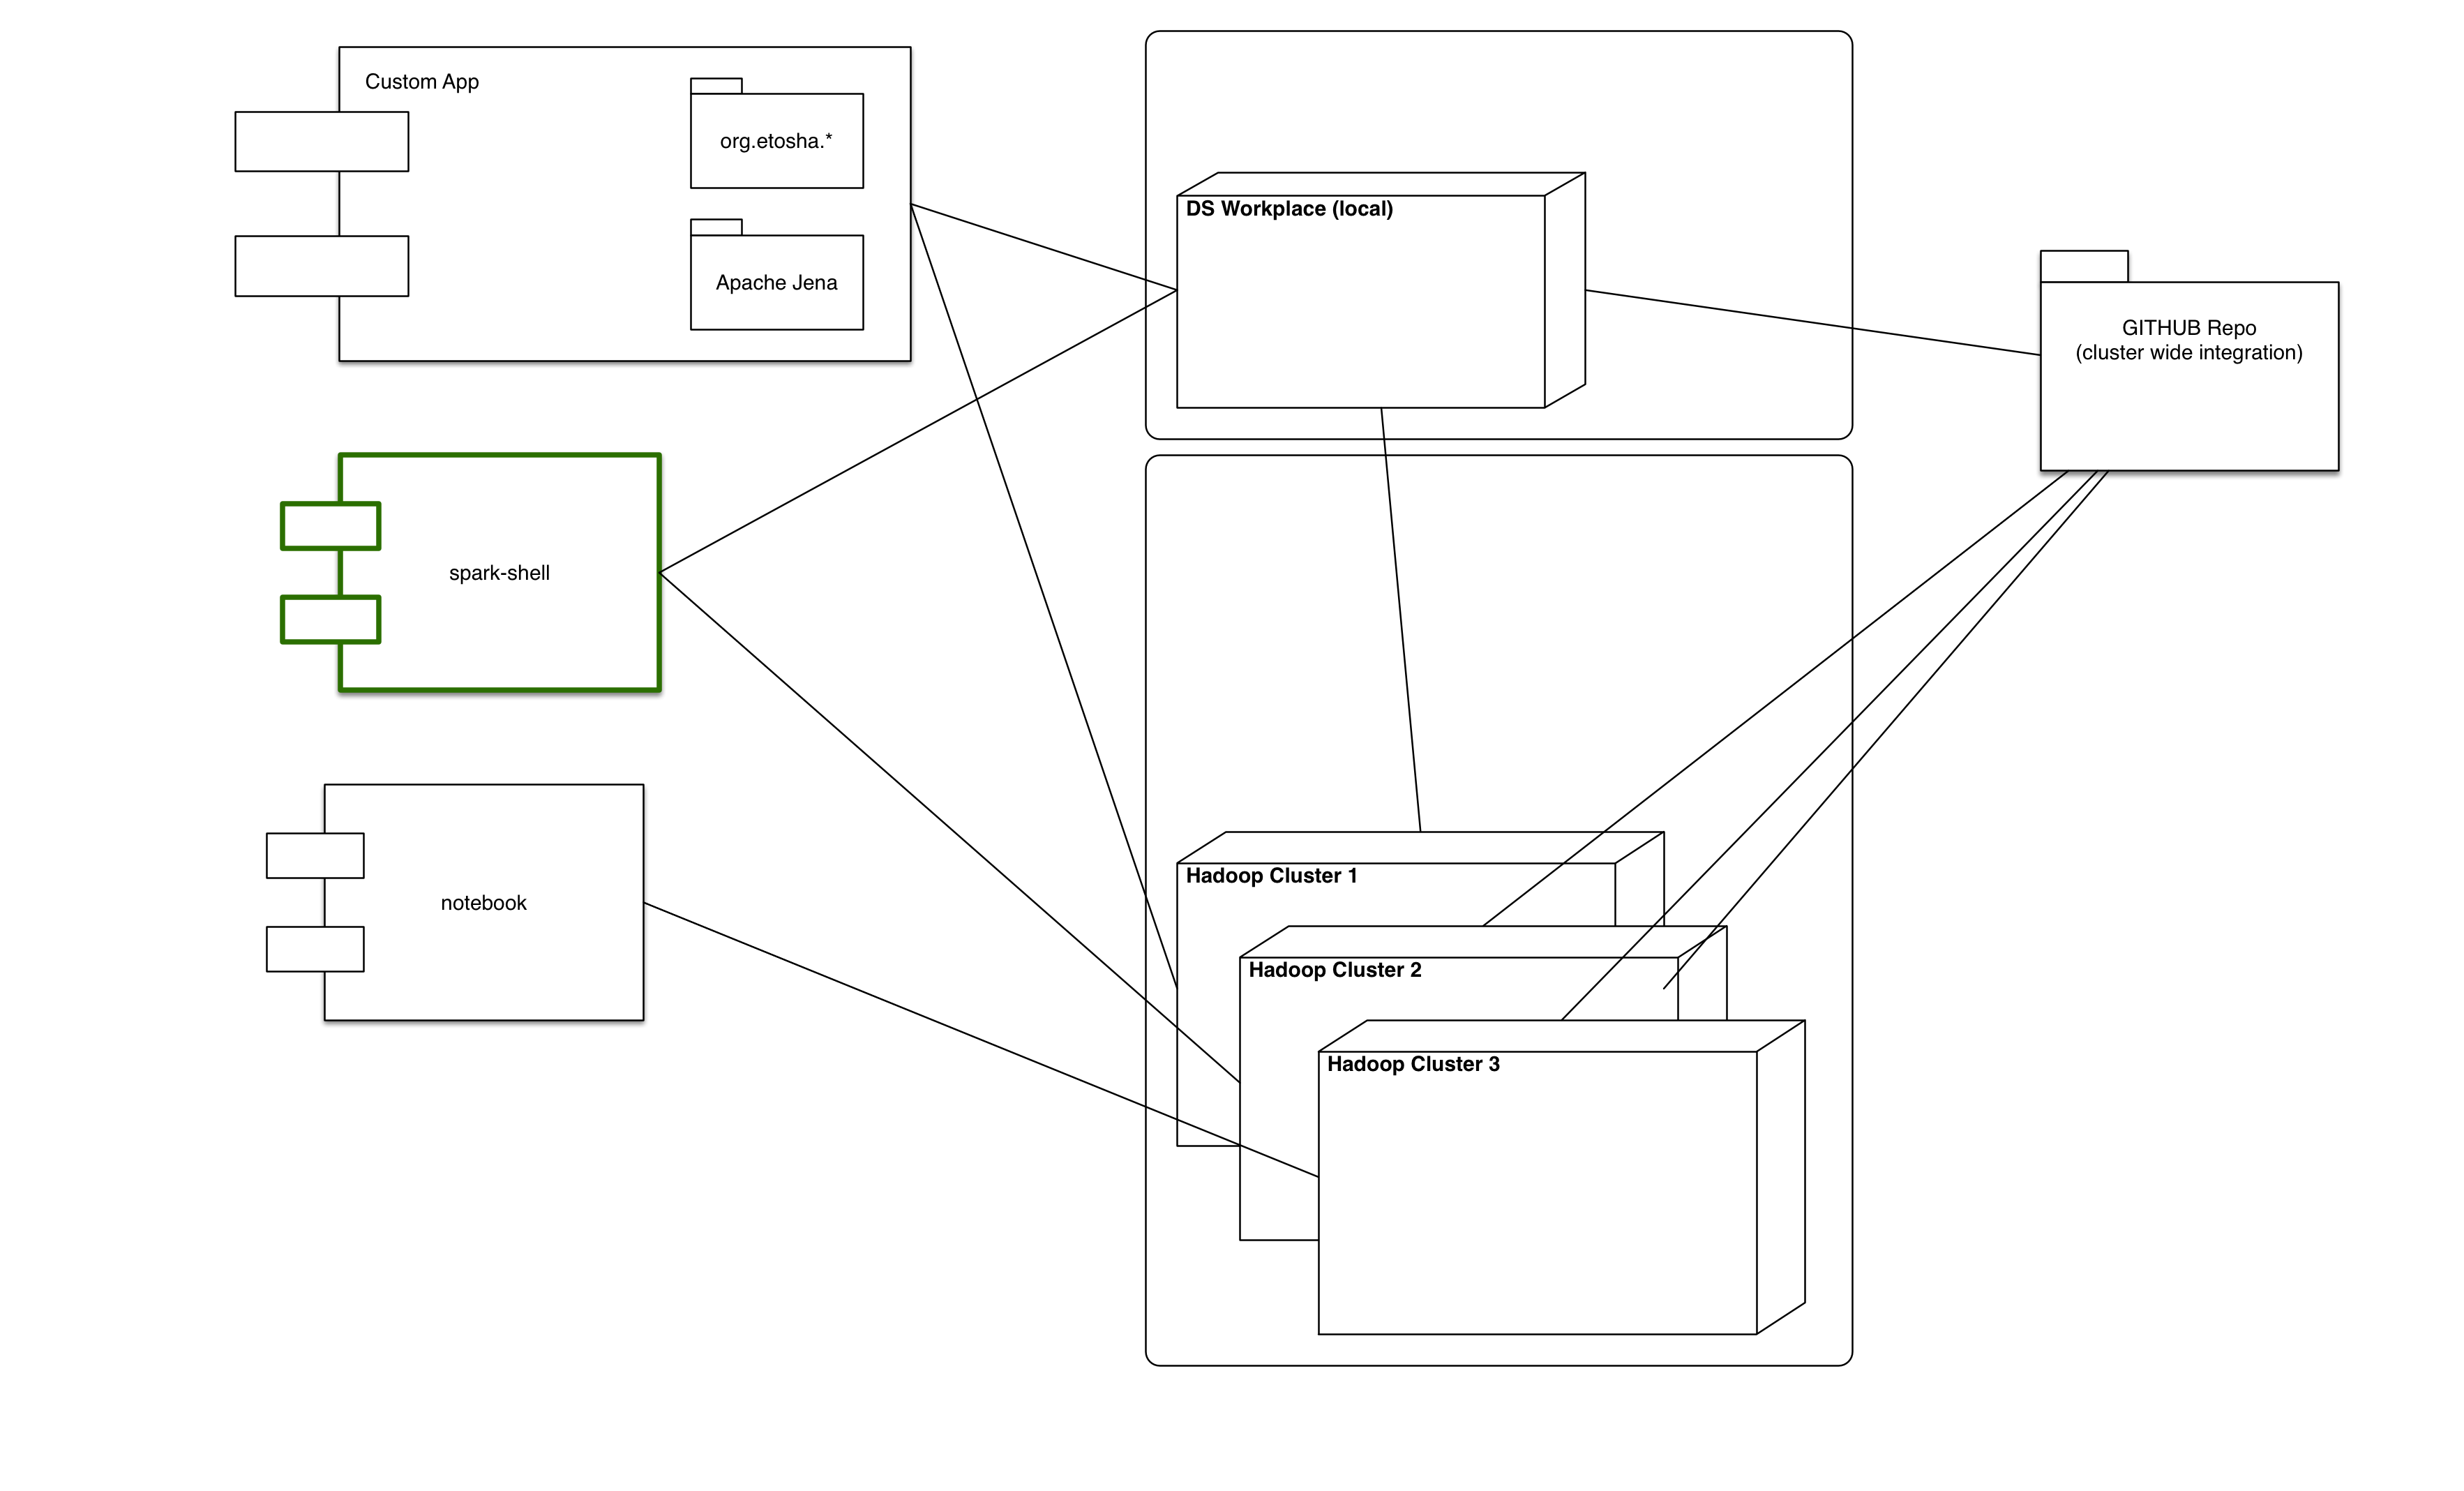 Custom App
org.etosha.*
Apache Jena
spark-shell
notebook
DS Workplace (local)
Hadoop Cluster 1
Hadoop Cluster 2
Hadoop Cluster 3
GITHUB Repo
(cluster wide integration)